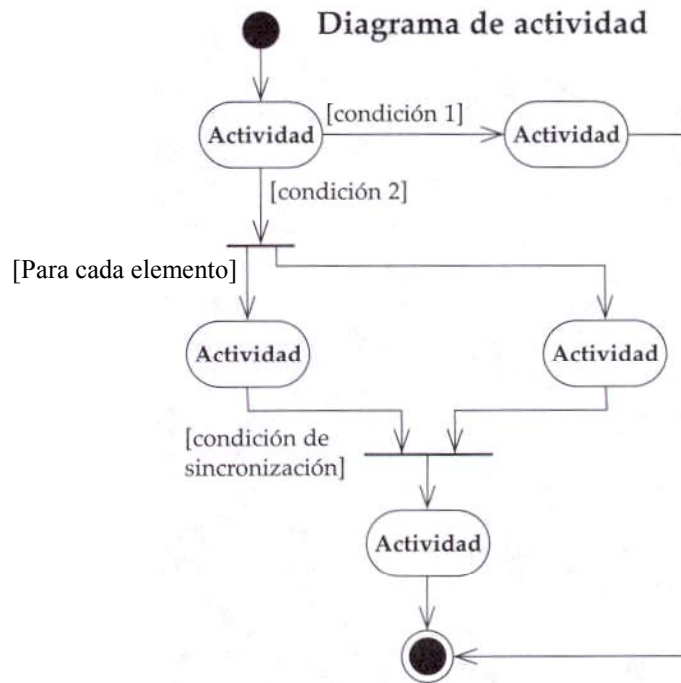 Diagrama de actividad
[condición 1]
Actividad
Actividad
[condición 2]
[Para cada elemento]
Actividad
Actividad
[condición de
sincronización]
Actividad